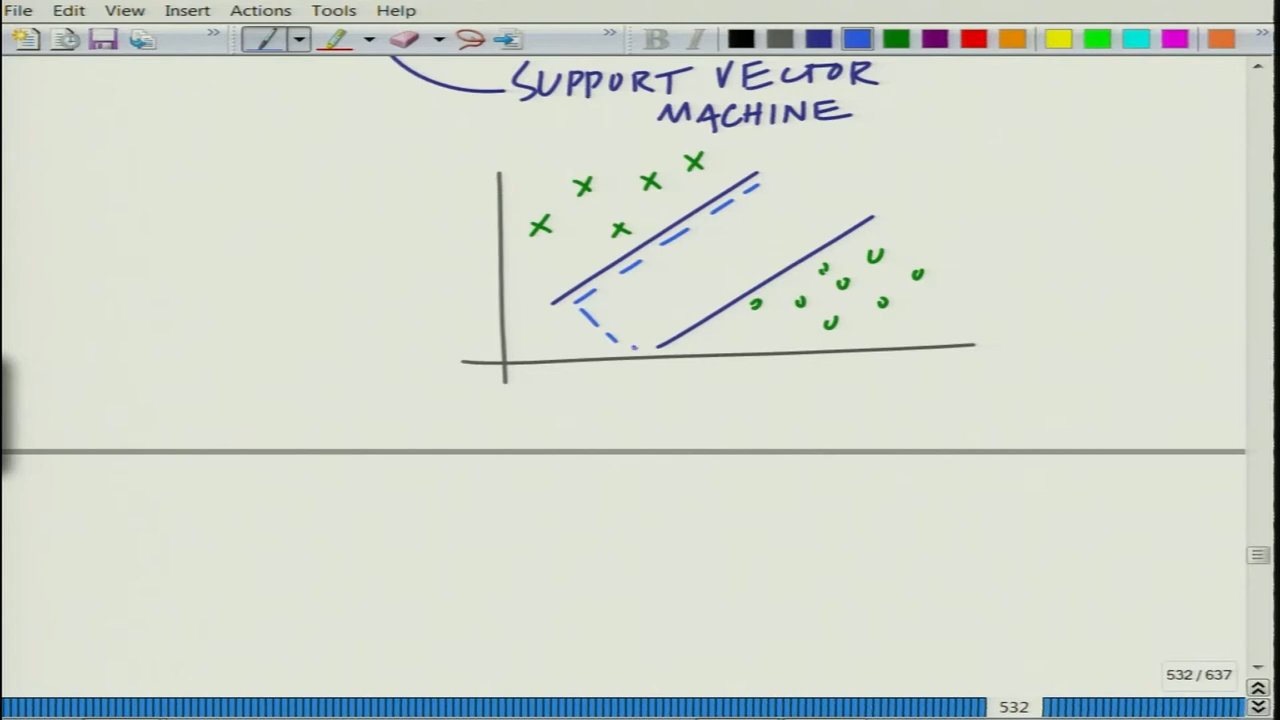 File Edit View Insert Actions Tools Help
B I
SUPPORT VECTOR
MACHINE
532 / 637
532